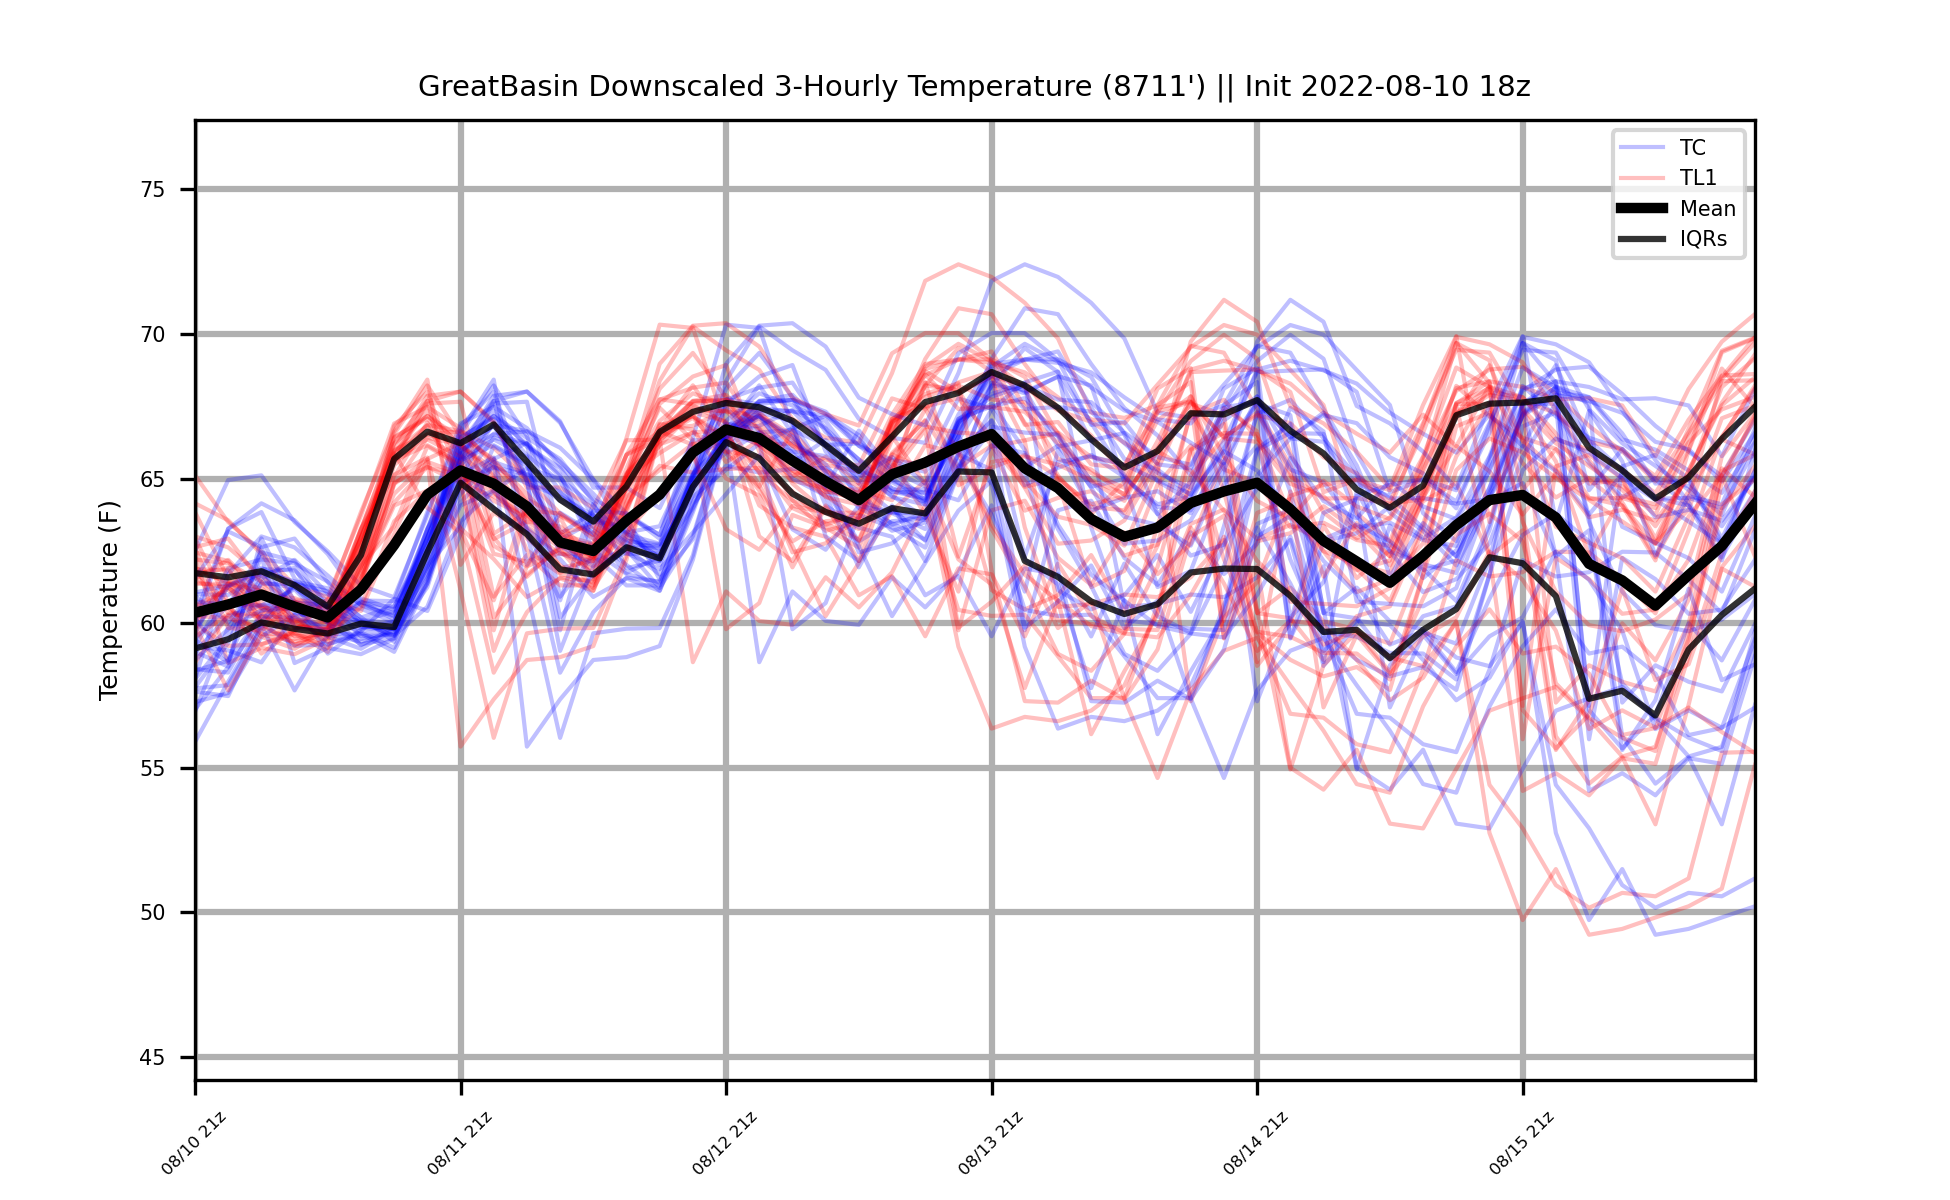 GreatBasin Downscaled 3-Hourly Temperature (8711') || Init 2022-08-10 18z
TC
TL1
Mean
IQRs
Temperature (F)
75
70
65
60
55
50
45
08/10 21z
08/11 21z
08/12 21z
08/13 21z
08/14 21z
08/15 21z